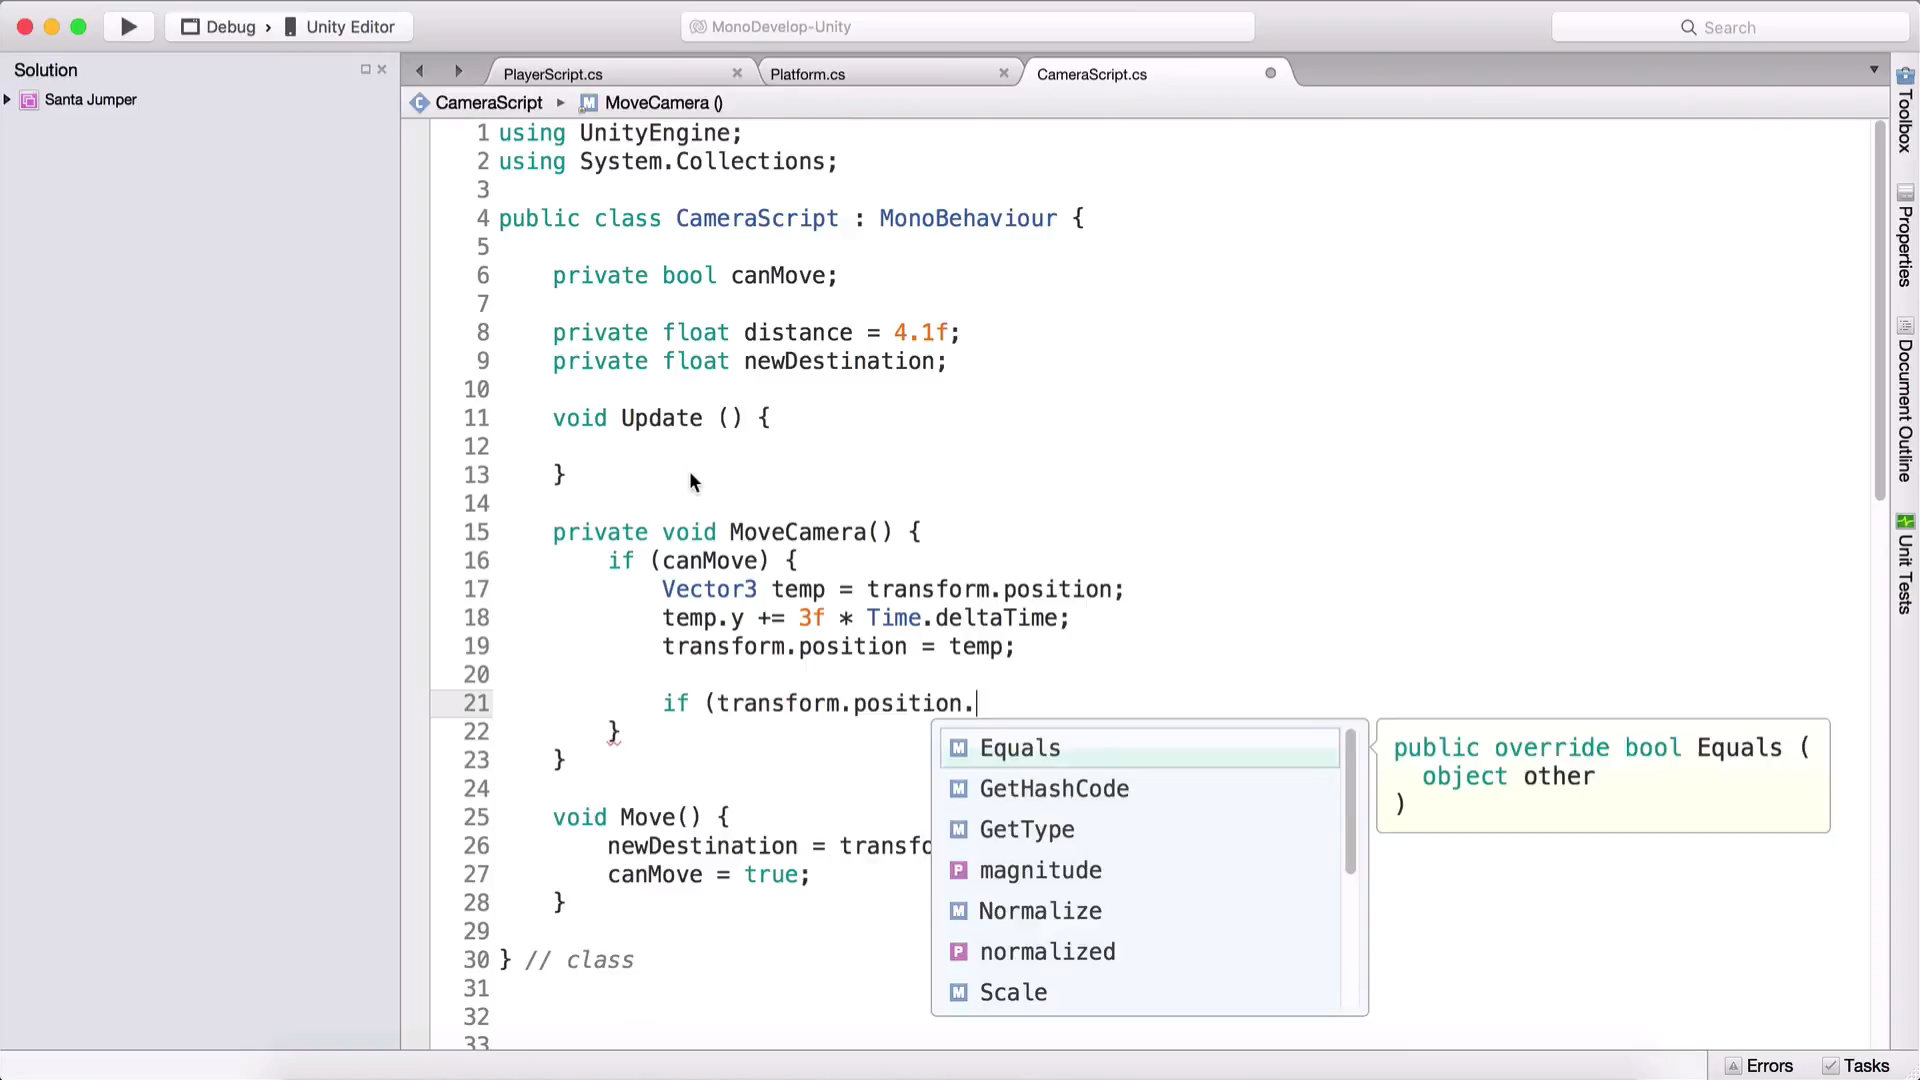 Debug › Unity Editor
MonoDevelop-Unity
Search
Solution
Santa Jumper
PlayerScript.cs
Platform.cs
CameraScript.cs
CameraScript ▸ MoveCamera ()
1 using UnityEngine;
2 using System.Collections;
3
4 public class CameraScript : MonoBehaviour {
5
6 private bool canMove;
7
8 private float distance = 4.1f;
9 private float newDestination;
10
11 void Update () {
12
13 }
14
15 private void MoveCamera() {
16 if (canMove) {
17 Vector3 temp = transform.position;
18 temp.y += 3f * Time.deltaTime;
19 transform.position = temp;
20
21 if (transform.position.
22 }
23 }
24
25 void Move() {
26 newDestination = transfo
27 canMove = true;
28 }
29
30 } // class
31
32
33
M Equals
M GetHashCode
M GetType
P magnitude
M Normalize
P normalized
M Scale
public override bool Equals (
object other
)
Toolbox
Properties
Document Outline
Unit Tests
Errors
Tasks